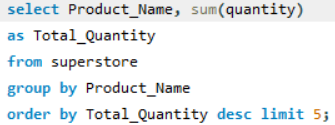 select Product_Name, sum(quantity)
as Total_Quantity
from superstore
group by Product_Name
order by Total_Quantity desc limit 5;